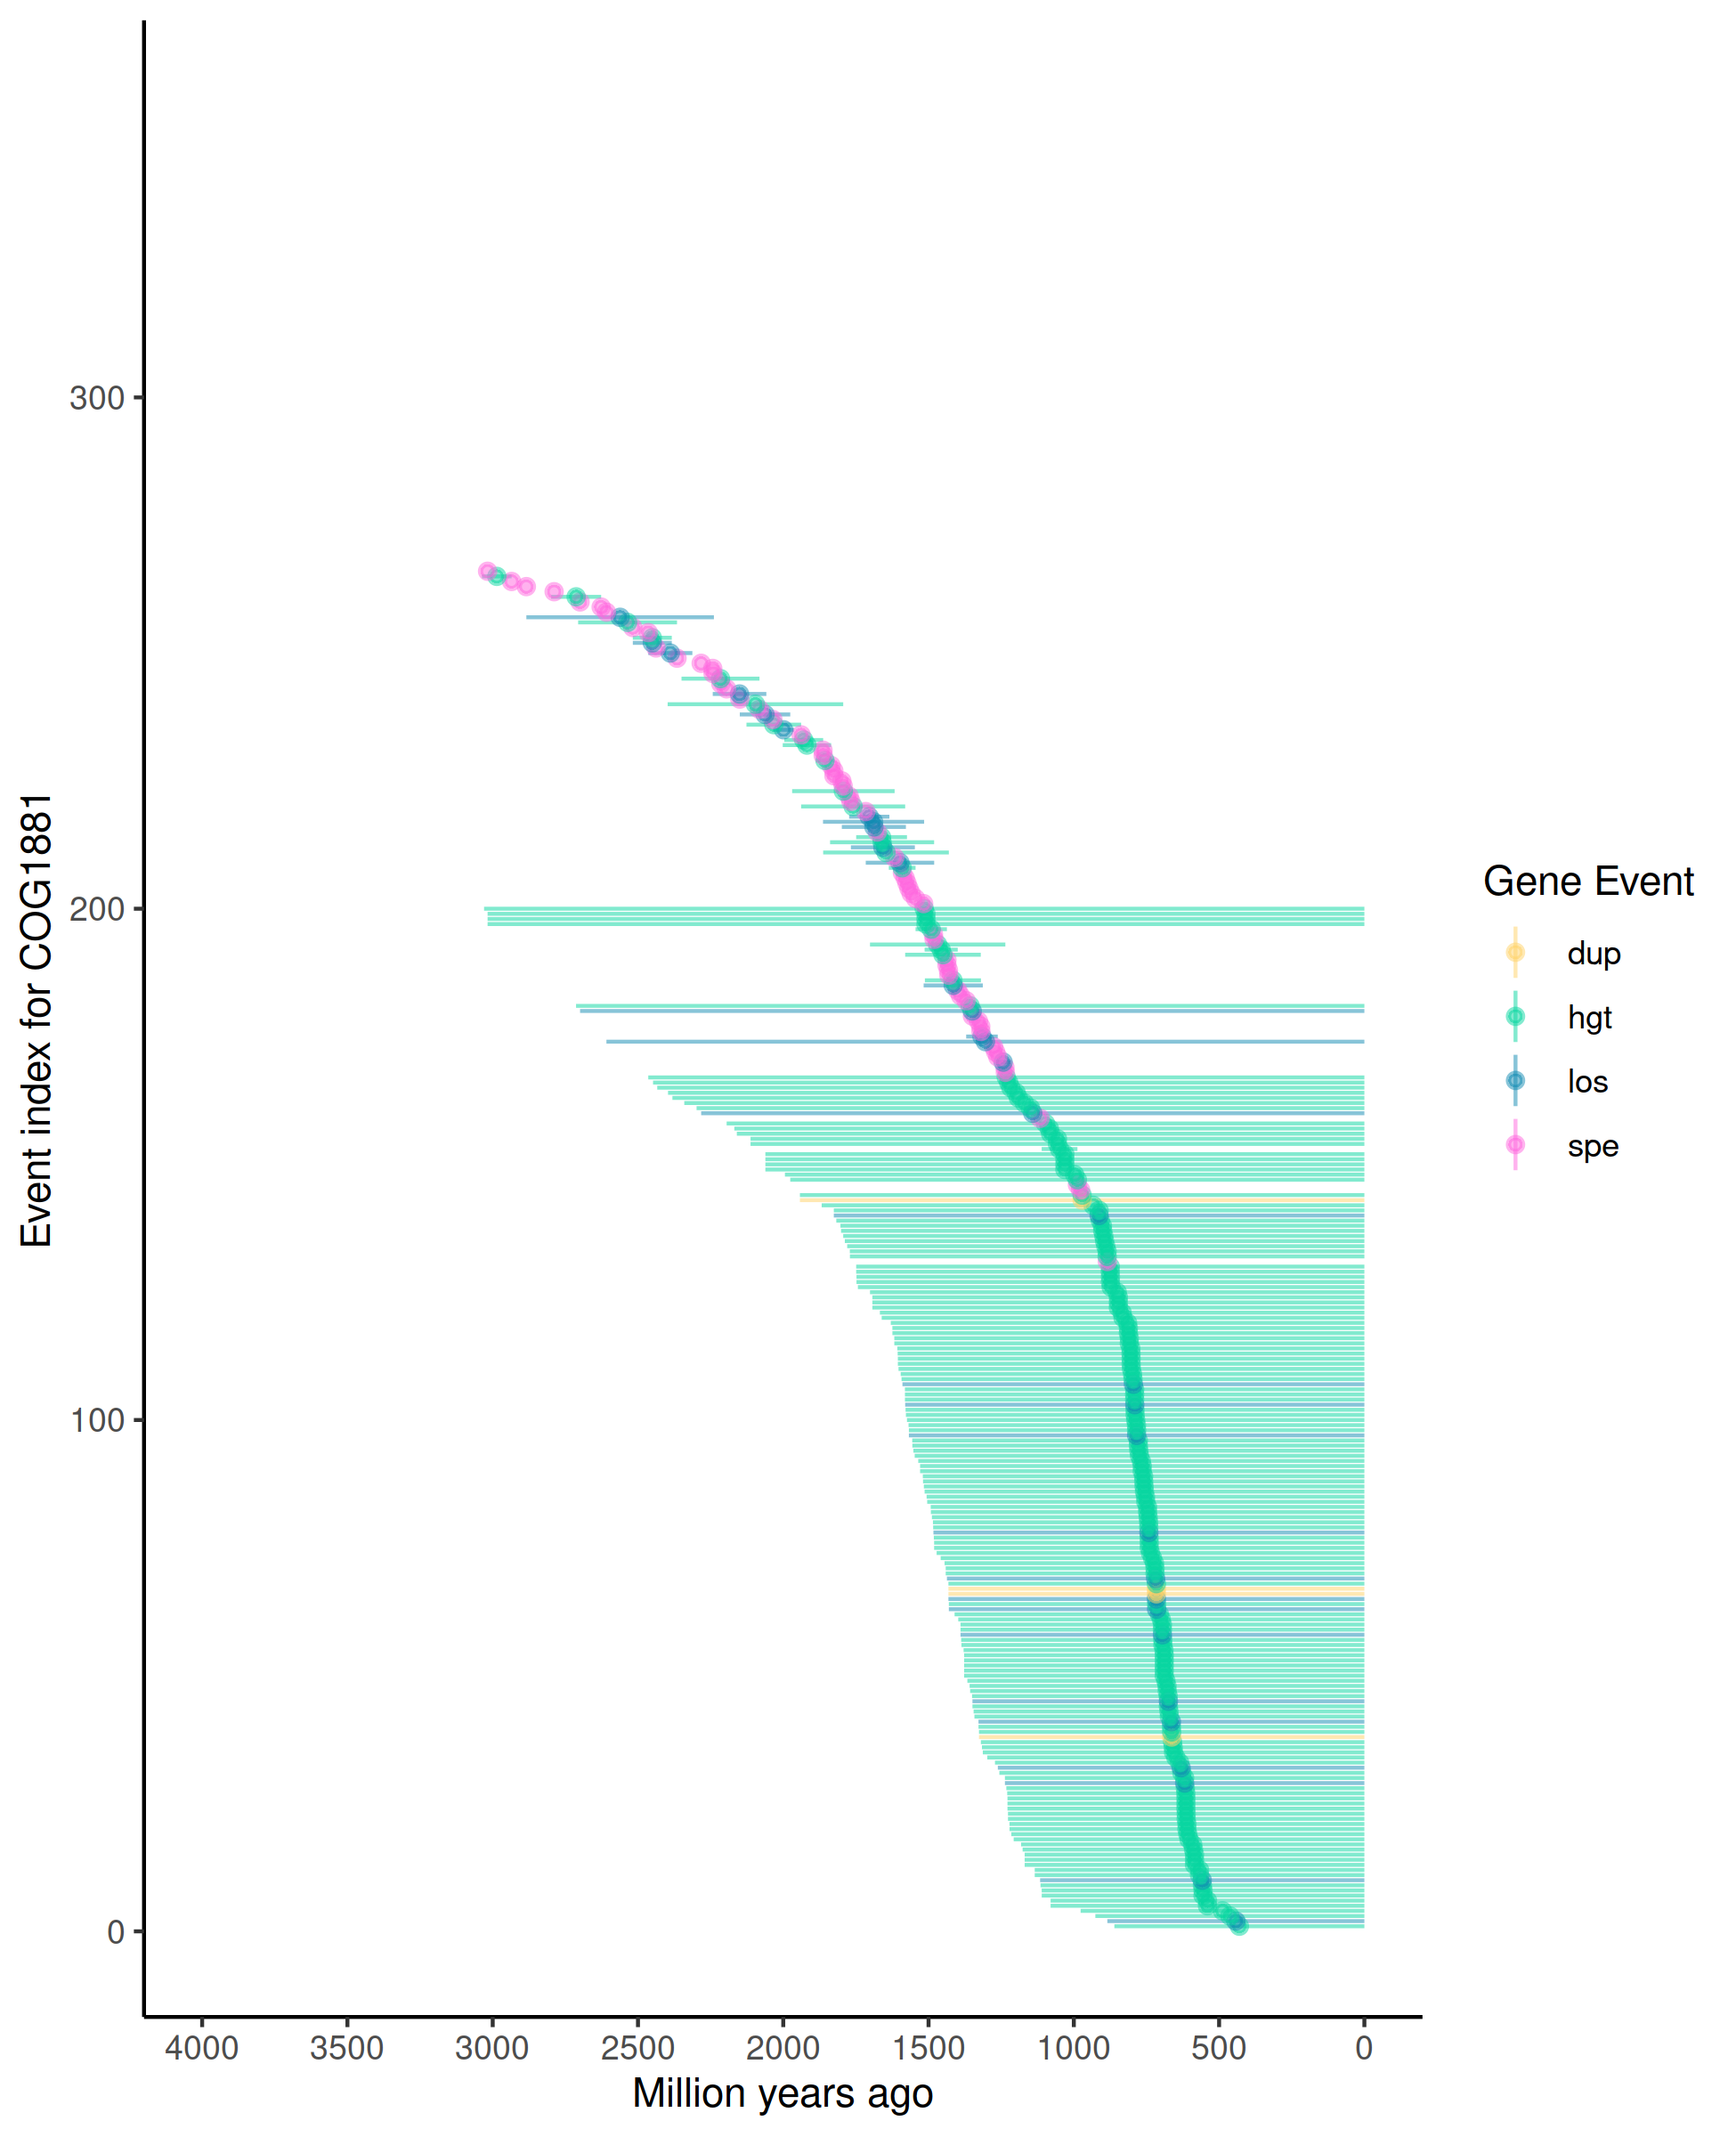 Event index for COG1881
300
200
100
0
4000 3500 3000 2500 2000 1500 1000 500 0
Million years ago
Gene Event
dup
hgt
los
spe